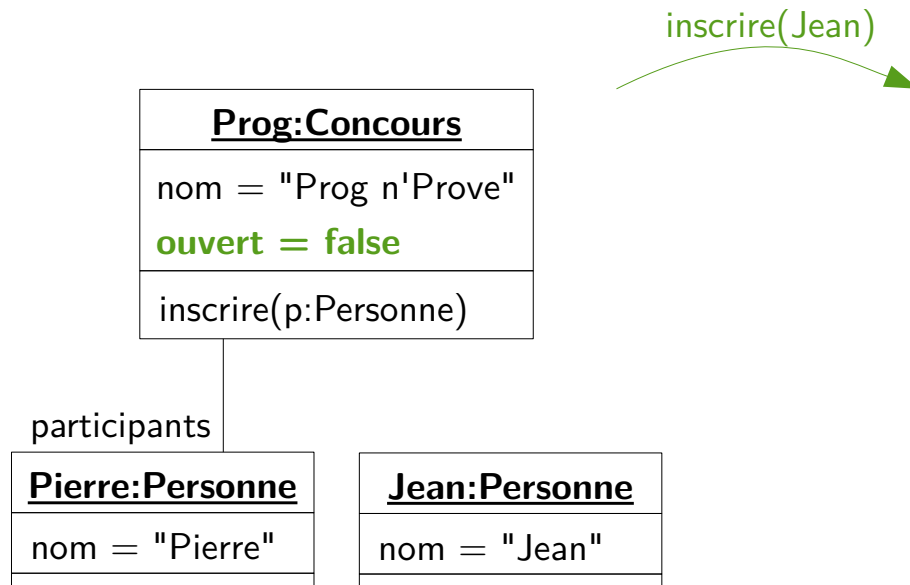 inscrire(Jean)
Prog:Concours
nom = "Prog n'Prove"
ouvert = false
inscrire(p:Personne)
participants
Pierre:Personne
nom = "Pierre"
Jean:Personne
nom = "Jean"